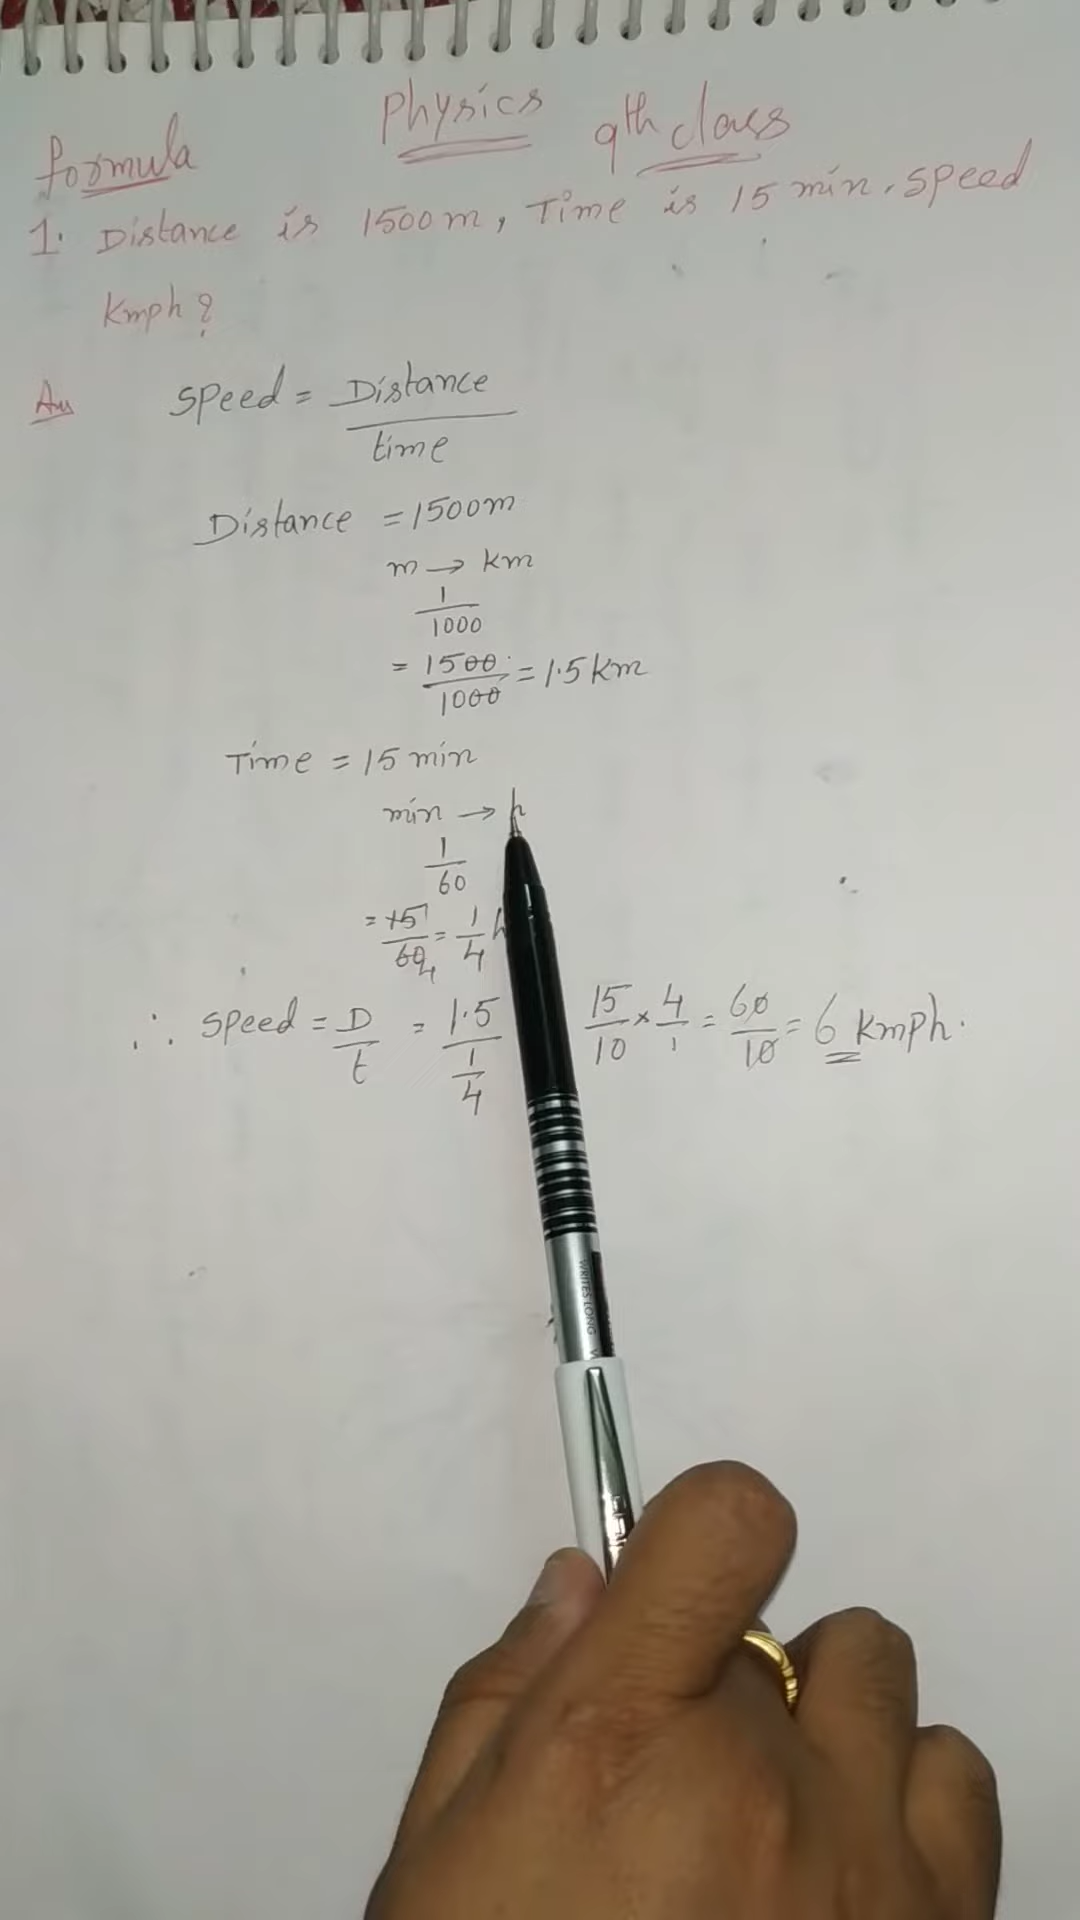 Physics 9th class
formula
1. Distance is 1500m, Time is 15 min, speed
Kmph?
Ans
Speed = Distance / time
Distance = 1500m
m → km
1/1000
= 1500/1000 = 1.5 km
Time = 15 min
min → h
1/60
= 15/60 4 = 1/4 h
∴ speed = D/t = 1.5/(1/4) 15/10 × 4/1 = 60/10 = 6 kmph.
WRITES LONG